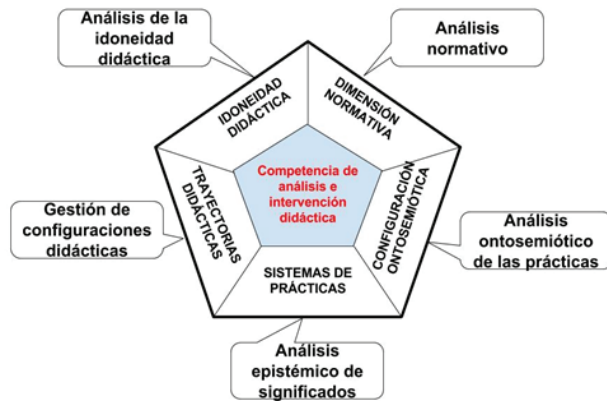 Análisis de la
idoneidad
didáctica
Análisis
normativo
IDONEIDAD
DIDÁCTICA
DIMENSIÓN
NORMATIVA
Competencia de
análisis e
intervención
didáctica
TRAYECTORIAS
DIDÁCTICAS
CONFIGURACIÓN
ONTOSEMIÓTICA
Gestión de
configuraciones
didácticas
Análisis
ontosemiótico
de las prácticas
SISTEMAS DE
PRÁCTICAS
Análisis
epistémico de
significados